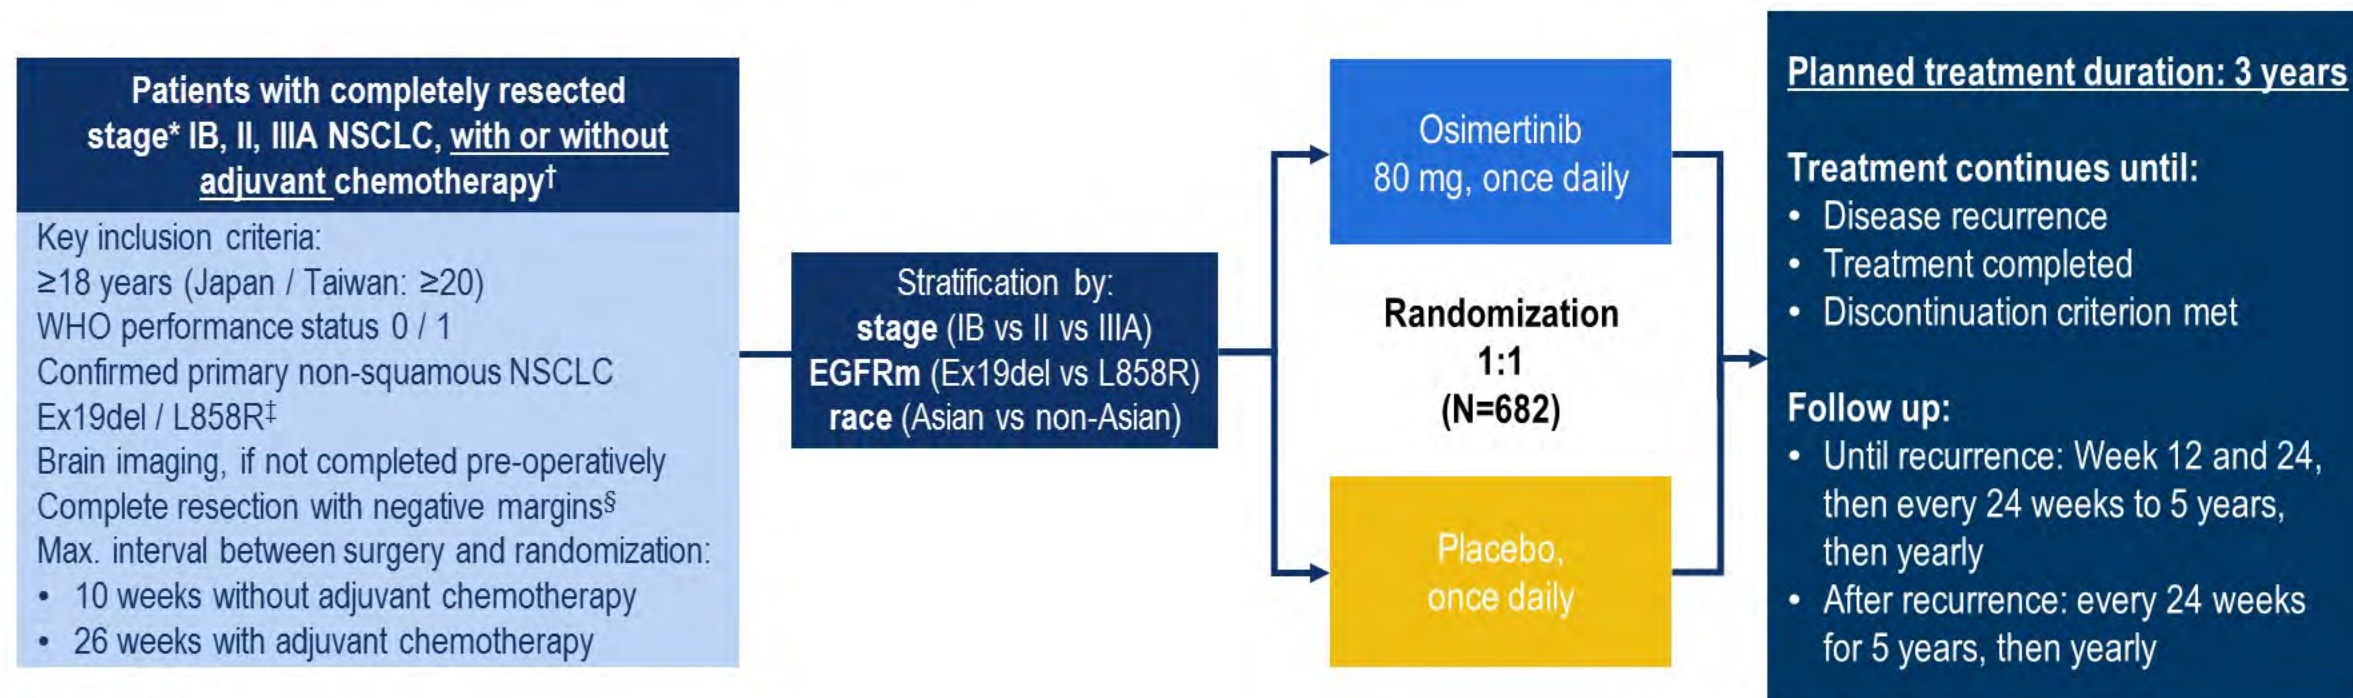 Patients with completely resected
stage* IB, II, IIIA NSCLC, with or without
adjuvant chemotherapy†
Key inclusion criteria:
≥18 years (Japan / Taiwan: ≥20)
WHO performance status 0 / 1
Confirmed primary non-squamous NSCLC
Ex19del / L858R‡
Brain imaging, if not completed pre-operatively
Complete resection with negative margins§
Max. interval between surgery and randomization:
• 10 weeks without adjuvant chemotherapy
• 26 weeks with adjuvant chemotherapy
Stratification by:
stage (IB vs II vs IIIA)
EGFRm (Ex19del vs L858R)
race (Asian vs non-Asian)
Osimertinib
80 mg, once daily
Randomization
1:1
(N=682)
Placebo,
once daily
Planned treatment duration: 3 years
Treatment continues until:
• Disease recurrence
• Treatment completed
• Discontinuation criterion met
Follow up:
• Until recurrence: Week 12 and 24,
then every 24 weeks to 5 years,
then yearly
• After recurrence: every 24 weeks
for 5 years, then yearly